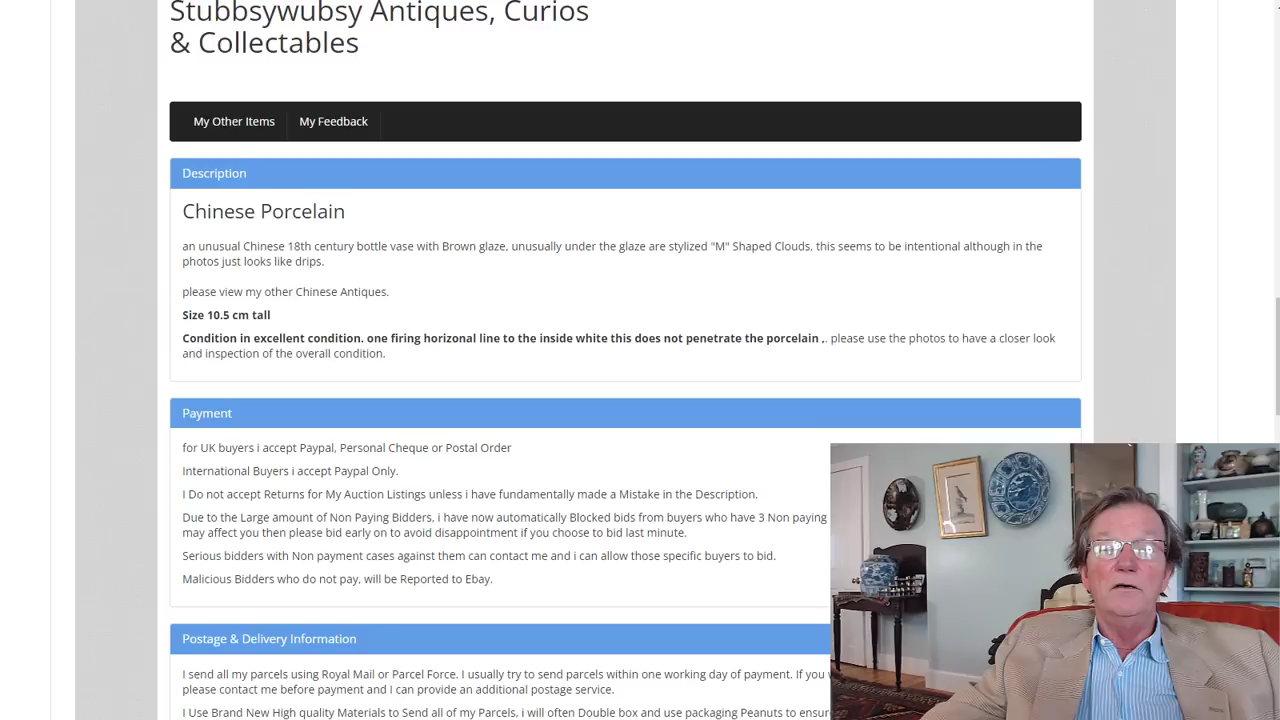 Stubbsywubsy Antiques, Curios
& Collectables
My Other Items
My Feedback
Description
Chinese Porcelain
an unusual Chinese 18th century bottle vase with Brown glaze, unusually under the glaze are stylized "M" Shaped Clouds, this seems to be intentional although in the
photos just looks like drips.
please view my other Chinese Antiques.
Size 10.5 cm tall
Condition in excellent condition. one firing horizonal line to the inside white this does not penetrate the porcelain ,. please use the photos to have a closer look
and inspection of the overall condition.
Payment
for UK buyers i accept Paypal, Personal Cheque or Postal Order
International Buyers i accept Paypal Only.
I Do not accept Returns for My Auction Listings unless i have fundamentally made a Mistake in the Description.
Due to the Large amount of Non Paying Bidders, i have now automatically Blocked bids from buyers who have 3 Non paying
may affect you then please bid early on to avoid disappointment if you choose to bid last minute.
Serious bidders with Non payment cases against them can contact me and i can allow those specific buyers to bid.
Malicious Bidders who do not pay, will be Reported to Ebay.
Postage & Delivery Information
I send all my parcels using Royal Mail or Parcel Force. I usually try to send parcels within one working day of payment. If you
please contact me before payment and I can provide an additional postage service.
I Use Brand New High quality Materials to Send all of my Parcels, i will often Double box and use packaging Peanuts to